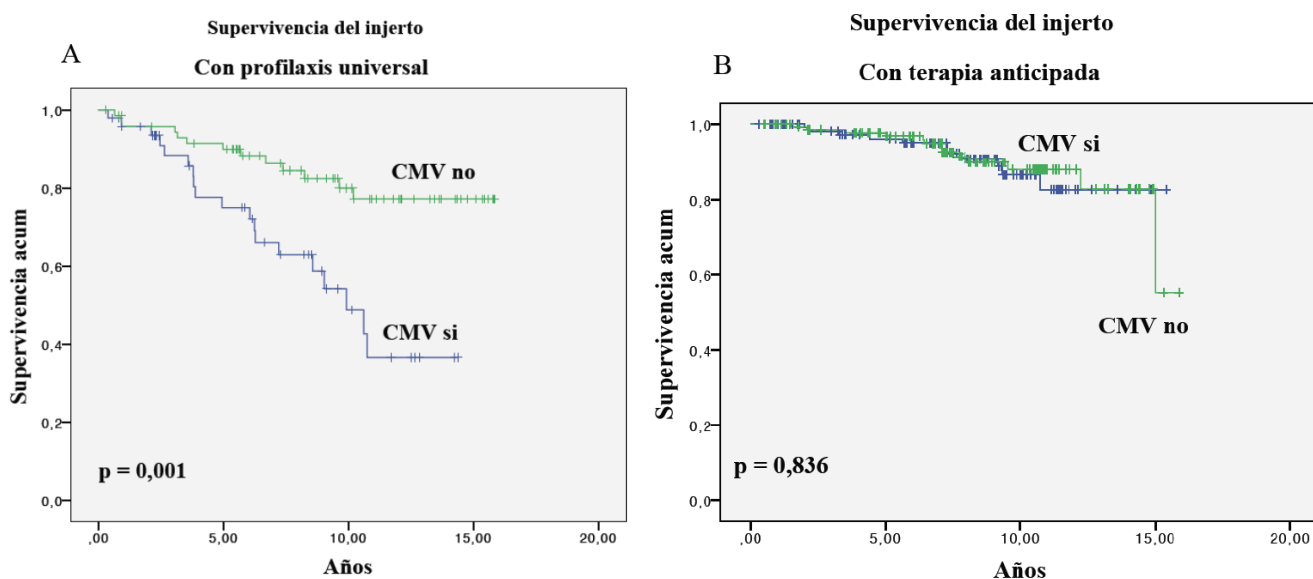 A
Supervivencia del injerto
Con profilaxis universal
Supervivencia acum
1,0
0,8
0,6
0,4
0,2
0,0
CMV no
CMV si
p = 0,001
,00
5,00
10,00
15,00
20,00
Años
B
Supervivencia del injerto
Con terapia anticipada
Supervivencia acum
1,0
0,8
0,6
0,4
0,2
0,0
CMV si
CMV no
p = 0,836
,00
5,00
10,00
15,00
20,00
Años